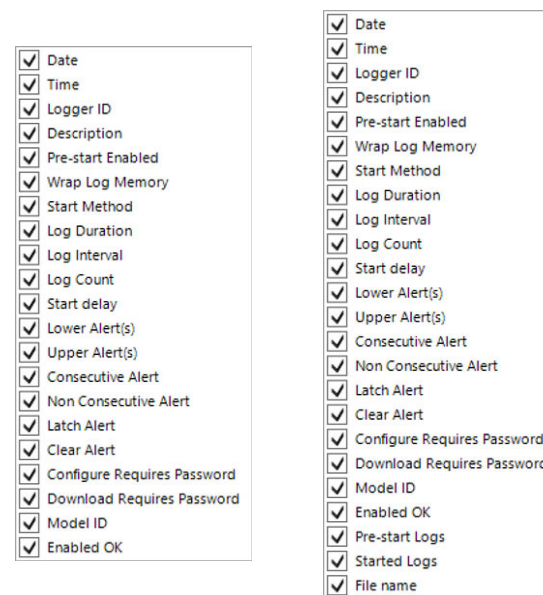 Date
Time
Logger ID
Description
Pre-start Enabled
Wrap Log Memory
Start Method
Log Duration
Log Interval
Log Count
Start delay
Lower Alert(s)
Upper Alert(s)
Consecutive Alert
Non Consecutive Alert
Latch Alert
Clear Alert
Configure Requires Password
Download Requires Password
Model ID
Enabled OK
Date
Time
Logger ID
Description
Pre-start Enabled
Wrap Log Memory
Start Method
Log Duration
Log Interval
Log Count
Start delay
Lower Alert(s)
Upper Alert(s)
Consecutive Alert
Non Consecutive Alert
Latch Alert
Clear Alert
Configure Requires Password
Download Requires Password
Model ID
Enabled OK
Pre-start Logs
Started Logs
File name